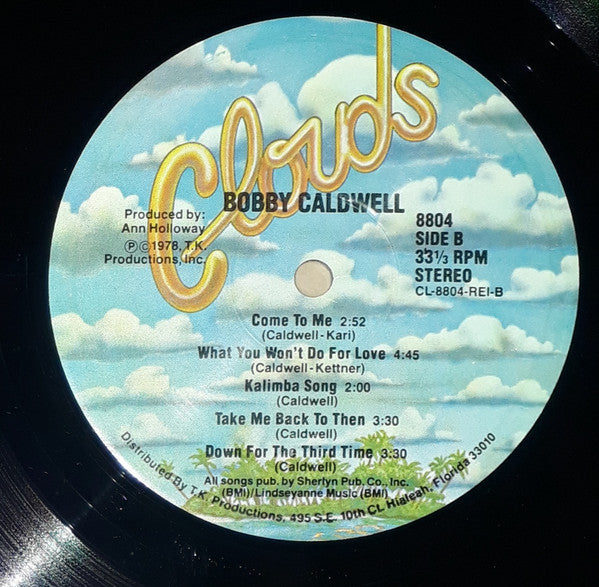 Clouds
BOBBY CALDWELL
Produced by:
Ann Holloway
Ⓟ©1978, T.K.
Productions, Inc.
8804
SIDE B
33⅓ RPM
STEREO
CL-8804-REI-B
Come To Me 2:52
(Caldwell-Kari)
What You Won't Do For Love 4:45
(Caldwell-Kettner)
Kalimba Song 2:00
(Caldwell)
Take Me Back To Then 3:30
(Caldwell)
Down For The Third Time 3:30
(Caldwell)
All songs pub. by Sherlyn Pub. Co., Inc.
(BMI)/Lindseyanne Music (BMI)
Distributed By T.K. Productions, 495 S.E. 10th Ct. Hialeah, Florida 33010